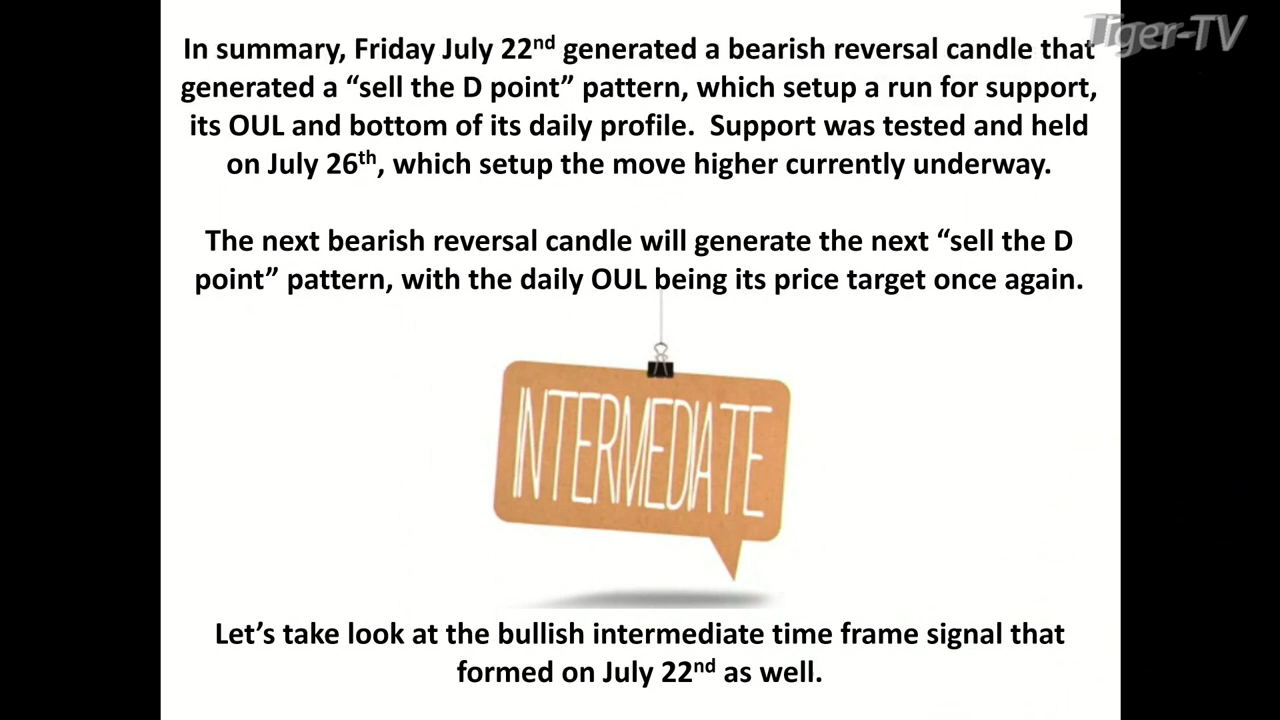 Tiger-TV
In summary, Friday July 22nd generated a bearish reversal candle that
generated a “sell the D point” pattern, which setup a run for support,
its OUL and bottom of its daily profile.  Support was tested and held
on July 26th, which setup the move higher currently underway.
The next bearish reversal candle will generate the next “sell the D
point” pattern, with the daily OUL being its price target once again.
INTERMEDIATE
Let’s take look at the bullish intermediate time frame signal that
formed on July 22nd as well.